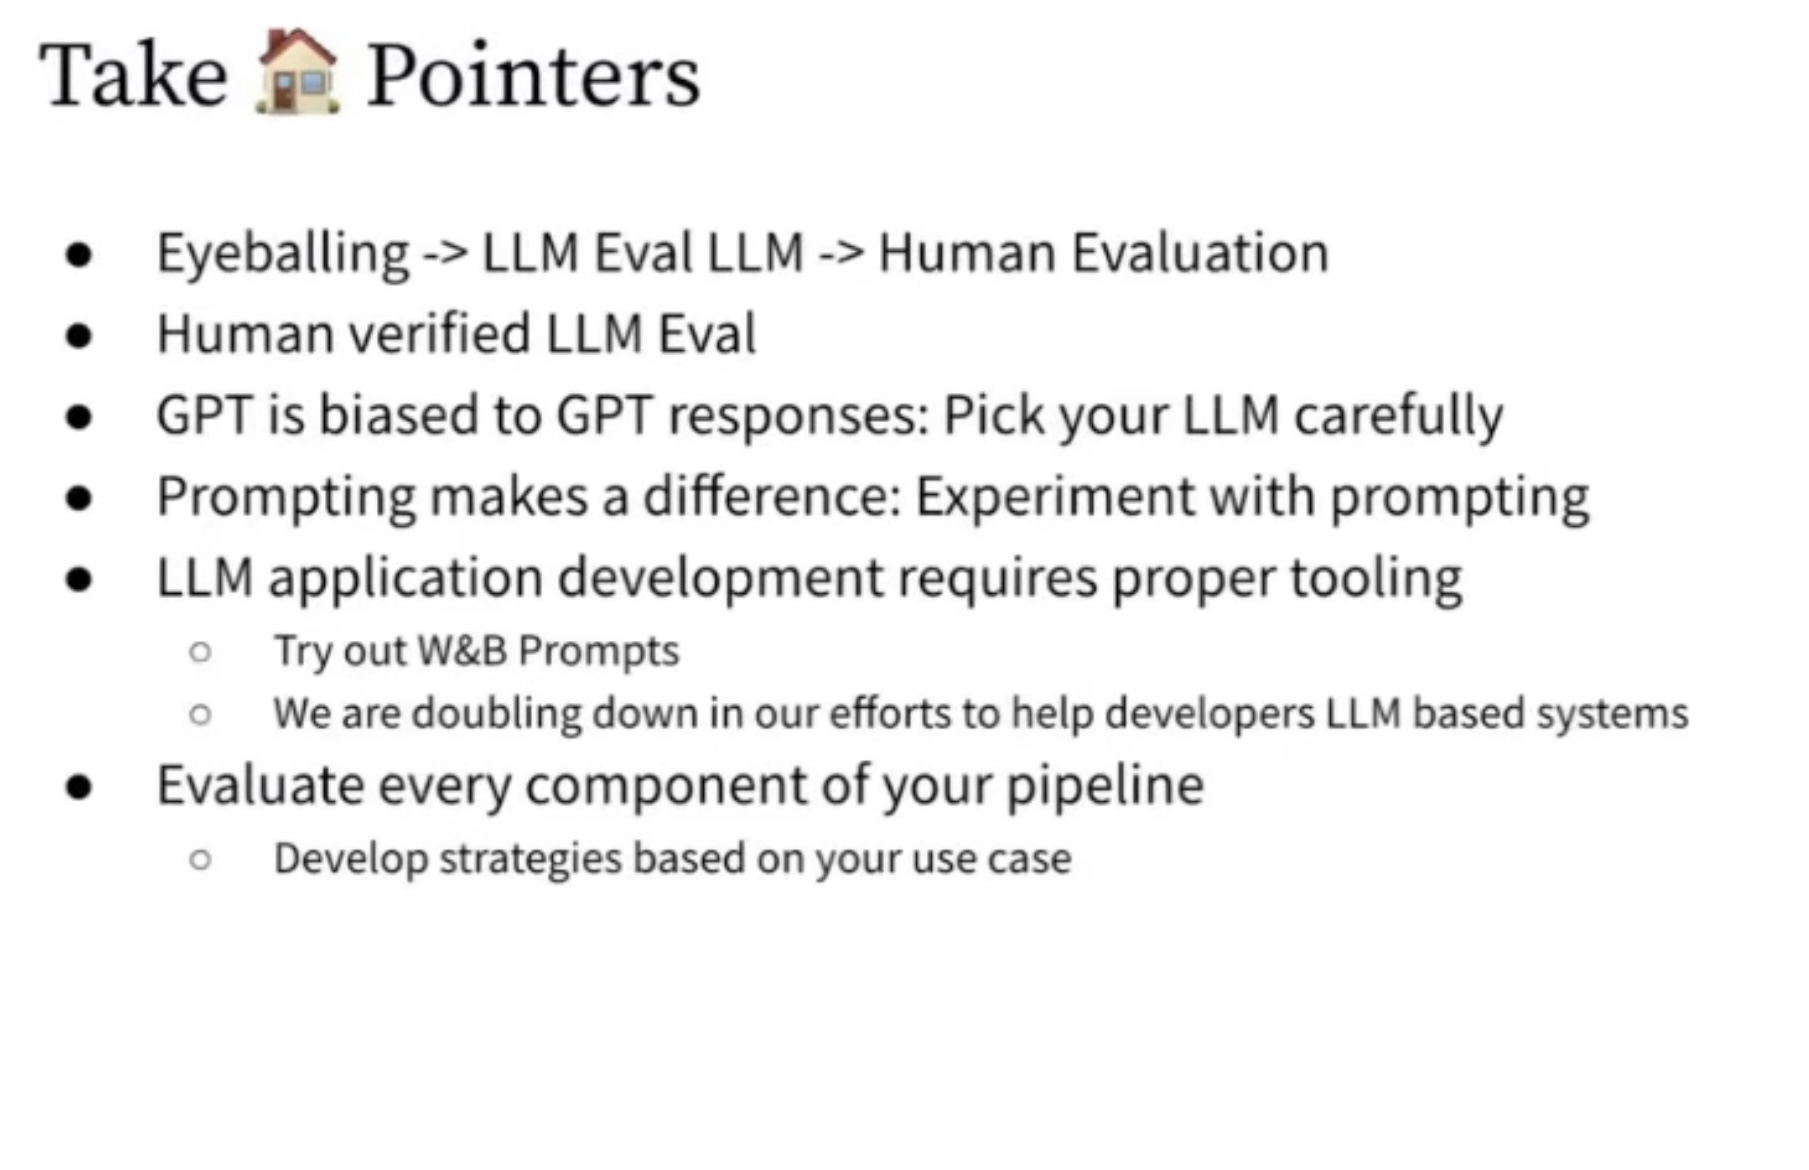 Take 🏠 Pointers
● Eyeballing -> LLM Eval LLM -> Human Evaluation
● Human verified LLM Eval
● GPT is biased to GPT responses: Pick your LLM carefully
● Prompting makes a difference: Experiment with prompting
● LLM application development requires proper tooling
○ Try out W&B Prompts
○ We are doubling down in our efforts to help developers LLM based systems
● Evaluate every component of your pipeline
○ Develop strategies based on your use case